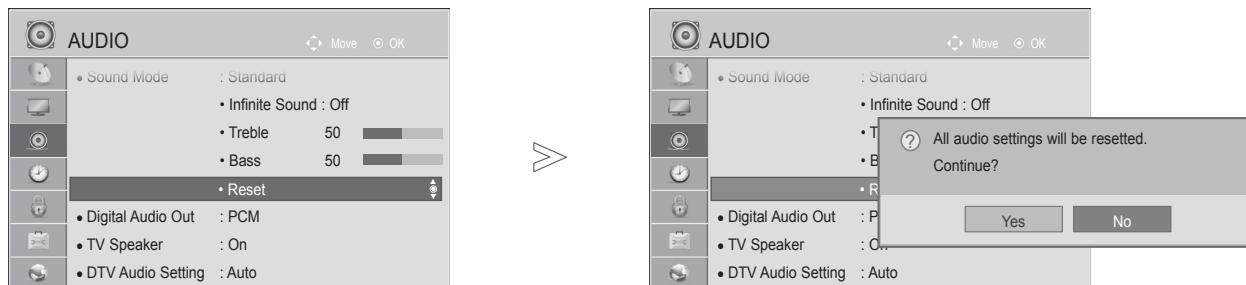 AUDIO
Move OK
• Sound Mode : Standard
• Infinite Sound : Off
• Treble 50
• Bass 50
• Reset
• Digital Audio Out : PCM
• TV Speaker : On
• DTV Audio Setting : Auto
AUDIO
Move OK
• Sound Mode : Standard
• Infinite Sound : Off
• T
• B
• R
• Digital Audio Out : P
• TV Speaker : O
• DTV Audio Setting : Auto
? All audio settings will be resetted.
Continue?
Yes No